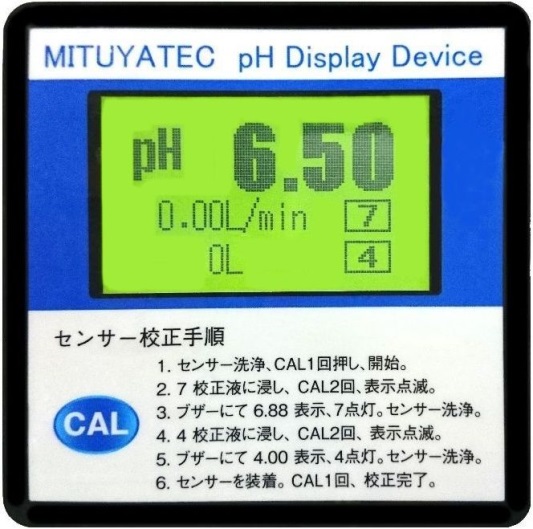 MITUYATEC pH Display Device
pH 6.50
0.00L/min 7
0L 4
センサー校正手順
1. センサー洗浄、CAL1回押し、開始。
2. 7 校正液に浸し、CAL2回、表示点滅。
3. ブザーにて 6.88 表示、7点灯。センサー洗浄。
4. 4 校正液に浸し、CAL2回、表示点滅。
5. ブザーにて 4.00 表示、4点灯。センサー洗浄。
6. センサーを装着。CAL1回、校正完了。
CAL